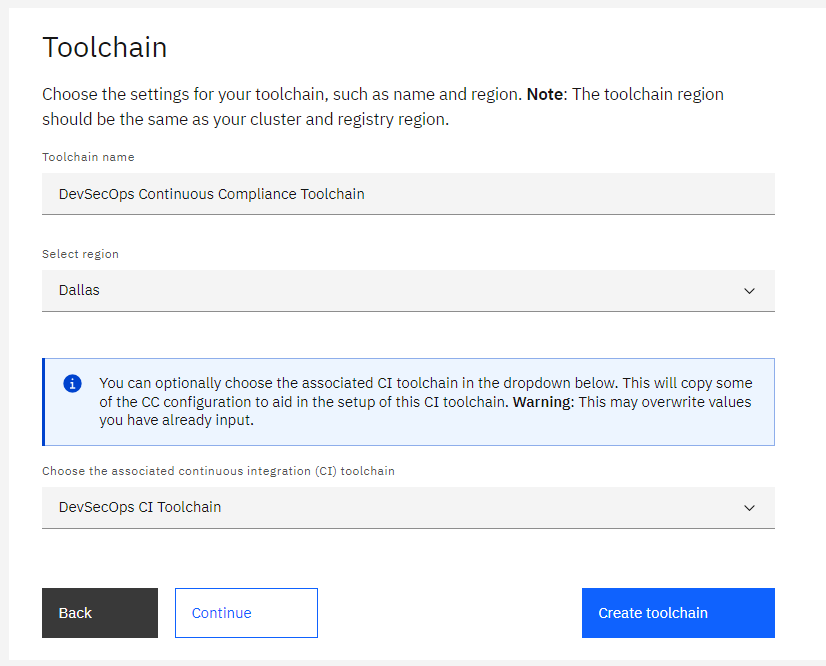 Toolchain
Choose the settings for your toolchain, such as name and region. Note: The toolchain region
should be the same as your cluster and registry region.
Toolchain name
DevSecOps Continuous Compliance Toolchain
Select region
Dallas
You can optionally choose the associated CI toolchain in the dropdown below. This will copy some
of the CC configuration to aid in the setup of this CI toolchain. Warning: This may overwrite values
you have already input.
Choose the associated continuous integration (CI) toolchain
DevSecOps CI Toolchain
Back
Continue
Create toolchain